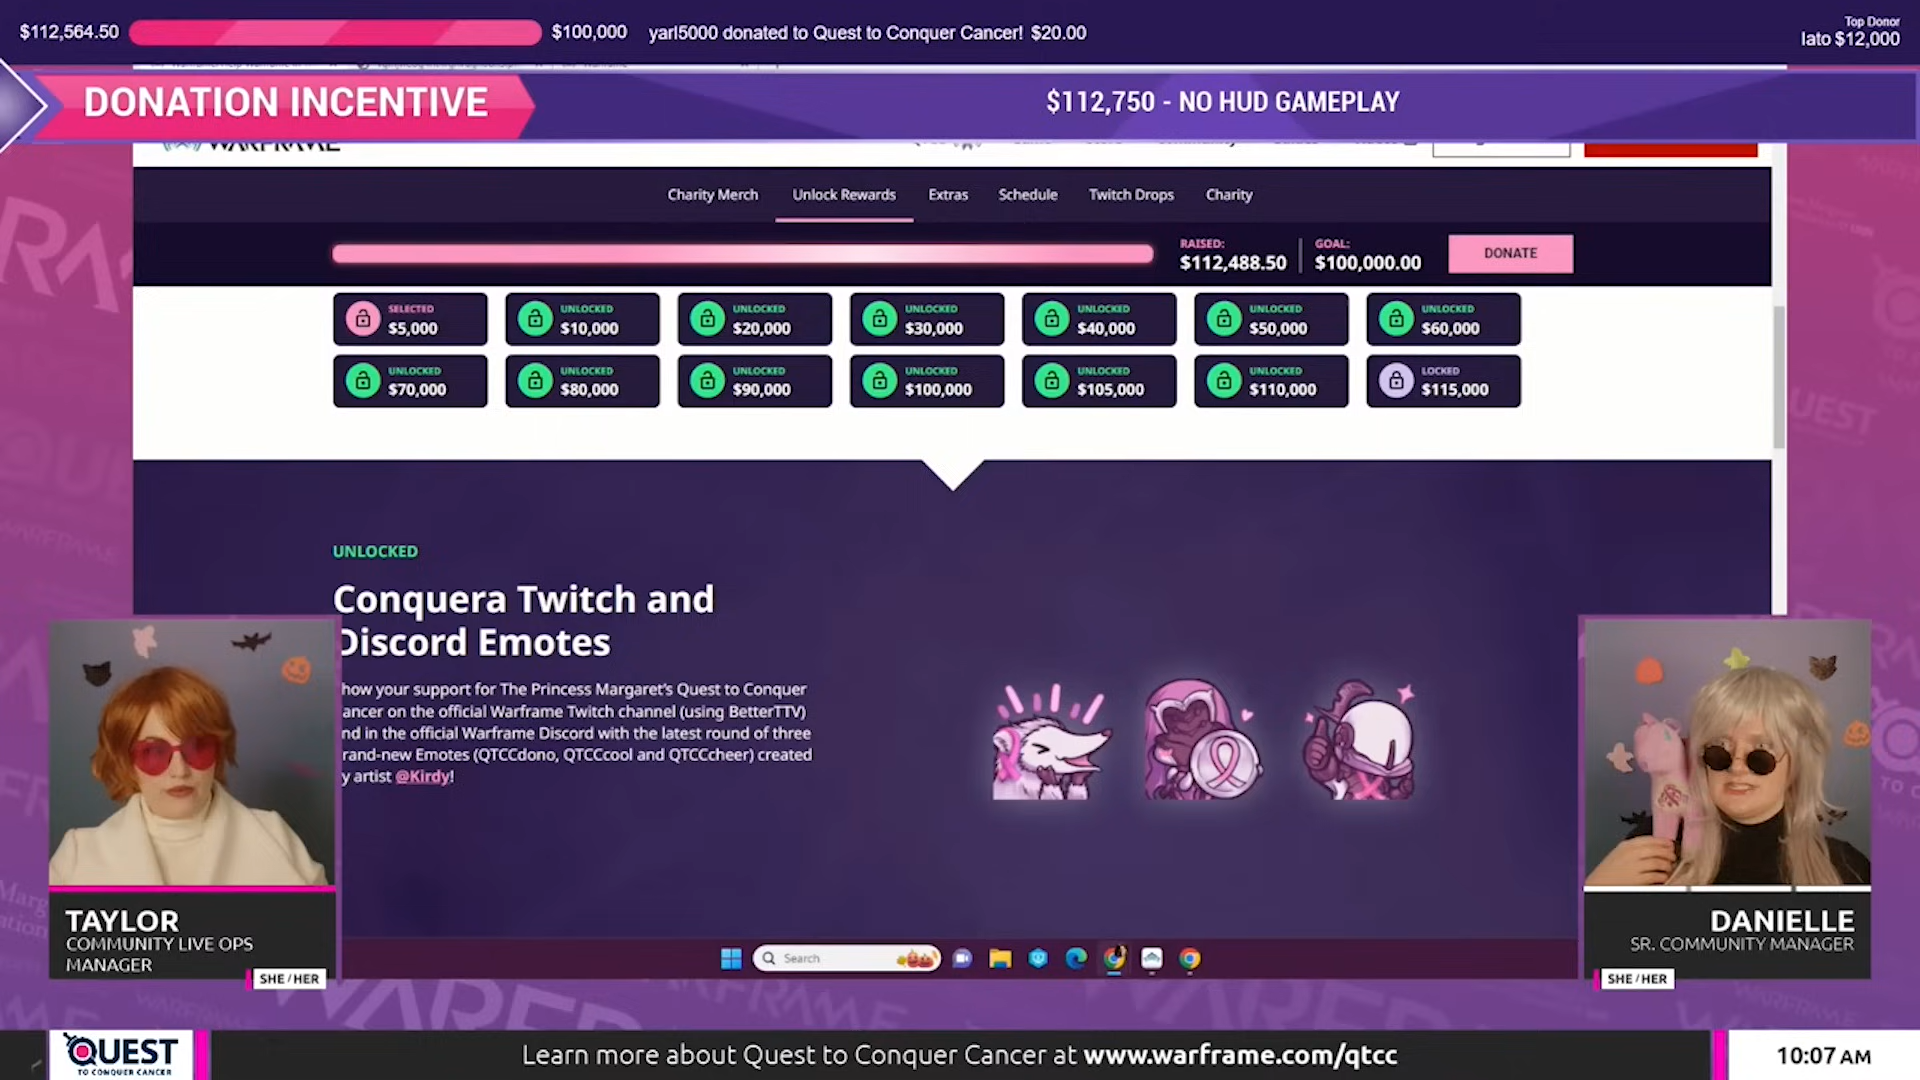 $112,564.50
$100,000
yarl5000 donated to Quest to Conquer Cancer! $20.00
Top Donor
lato $12,000
DONATION INCENTIVE
$112,750 - NO HUD GAMEPLAY
WARFRAME
Charity Merch
Unlock Rewards
Extras
Schedule
Twitch Drops
Charity
RAISED:
$112,488.50
GOAL:
$100,000.00
DONATE
SELECTED
$5,000
UNLOCKED
$10,000
UNLOCKED
$20,000
UNLOCKED
$30,000
UNLOCKED
$40,000
UNLOCKED
$50,000
UNLOCKED
$60,000
UNLOCKED
$70,000
UNLOCKED
$80,000
UNLOCKED
$90,000
UNLOCKED
$100,000
UNLOCKED
$105,000
UNLOCKED
$110,000
LOCKED
$115,000
UNLOCKED
Conquera Twitch and
Discord Emotes
how your support for The Princess Margaret's Quest to Conquer
ancer on the official Warframe Twitch channel (using BetterTTV)
nd in the official Warframe Discord with the latest round of three
rand-new Emotes (QTCCdono, QTCCcool and QTCCcheer) created
y artist @Kirdy!
TAYLOR
COMMUNITY LIVE OPS
MANAGER
SHE / HER
DANIELLE
SR. COMMUNITY MANAGER
SHE / HER
Search
QUEST
TO CONQUER CANCER
Learn more about Quest to Conquer Cancer at www.warframe.com/qtcc
10:07 AM